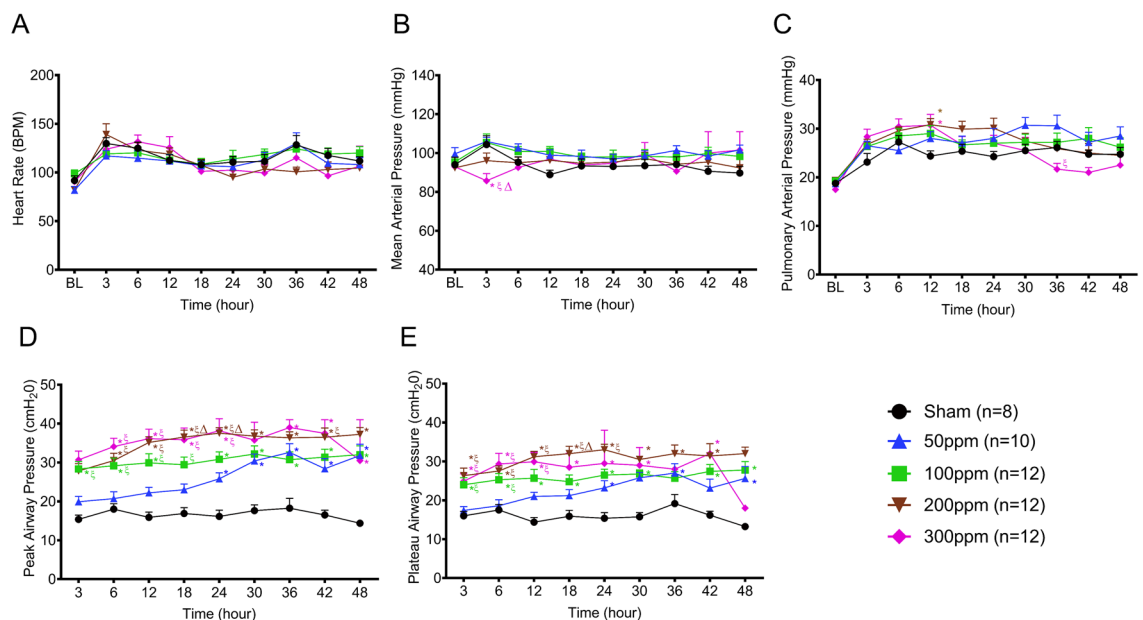 A
B
C
Heart Rate (BPM)
200
150
100
50
0
BL 3 6 12 18 24 30 36 42 48
Time (hour)
Mean Arterial Pressure (mmHg)
140
120
100
80
60
40
* ξ Δ
BL 3 6 12 18 24 30 36 42 48
Time (hour)
Pulmonary Arterial Pressure (mmHg)
40
30
20
10
0
*
*
ξ
BL 3 6 12 18 24 30 36 42 48
Time (hour)
D
E
Peak Airway Pressure (cmH20)
50
40
30
20
10
0
3 6 12 18 24 30 36 42 48
Time (hour)
Plateau Airway Pressure (cmH20)
50
40
30
20
10
0
3 6 12 18 24 30 36 42 48
Time (hour)
Sham (n=8)
50ppm (n=10)
100ppm (n=12)
200ppm (n=12)
300ppm (n=12)